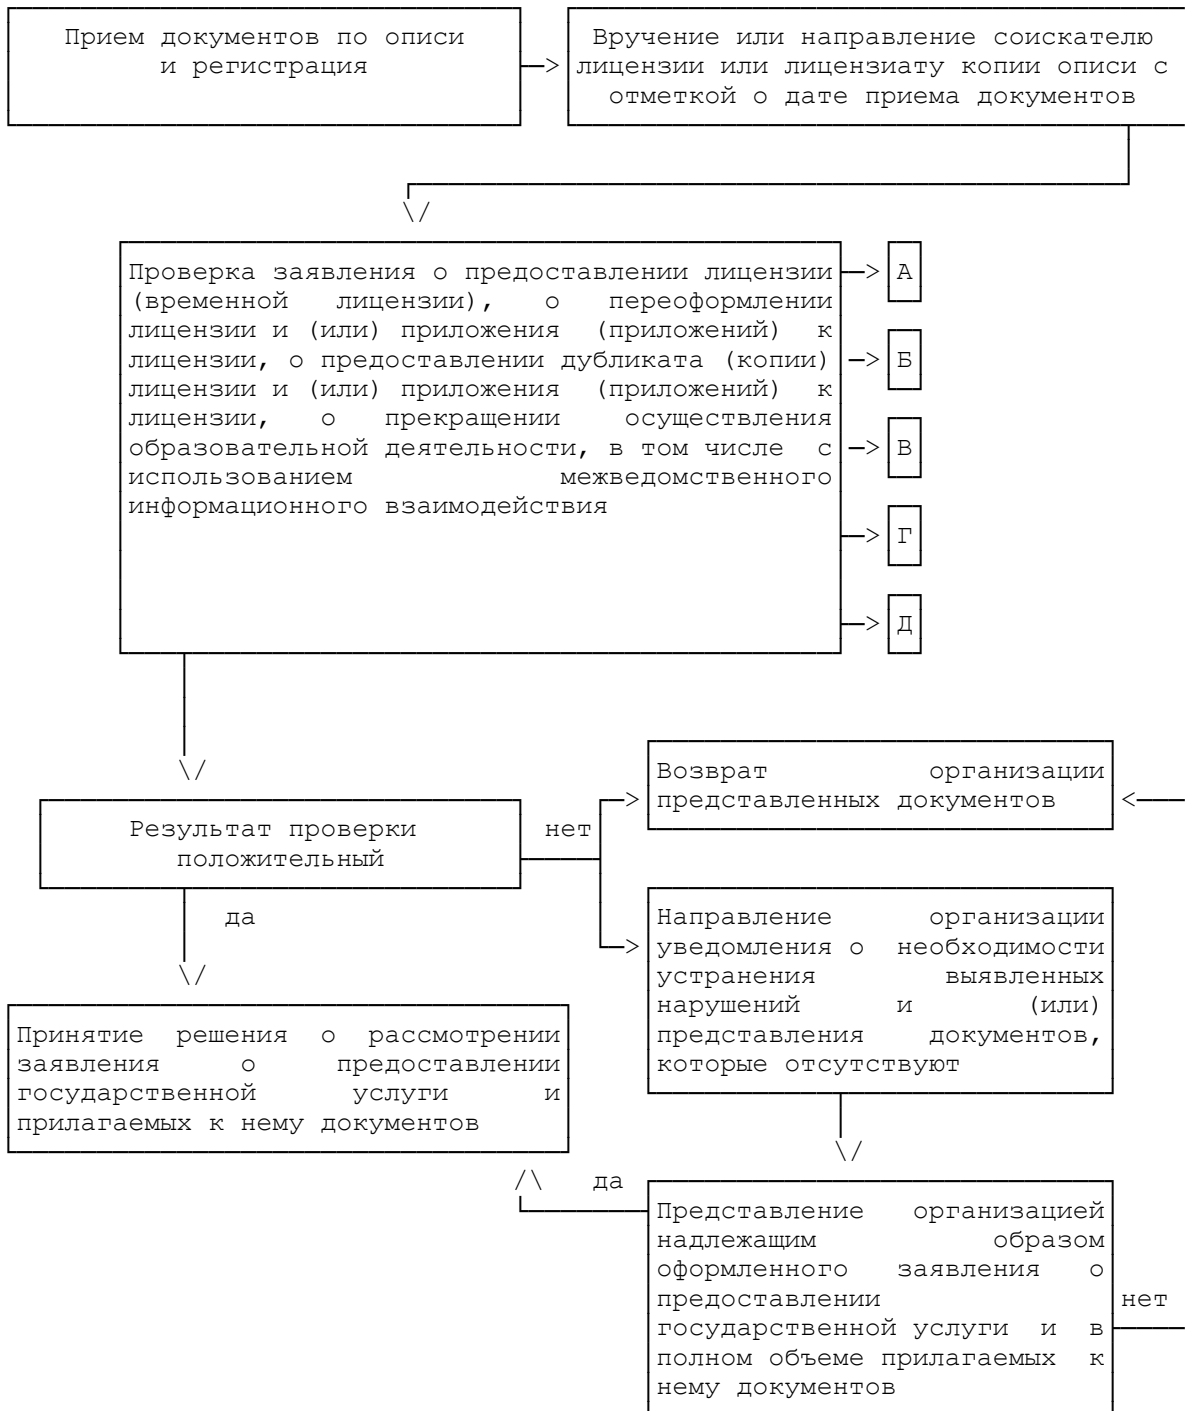 Прием документов по описи
и регистрация
Вручение или направление соискателю
лицензии или лицензиату копии описи с
отметкой о дате приема документов
Проверка заявления о предоставлении лицензии
(временной лицензии), о переоформлении
лицензии и (или) приложения (приложений) к
лицензии, о предоставлении дубликата (копии)
лицензии и (или) приложения (приложений) к
лицензии, о прекращении осуществления
образовательной деятельности, в том числе с
использованием межведомственного
информационного взаимодействия
А
Б
В
Г
Д
Результат проверки
положительный
нет
да
Возврат организации
представленных документов
Направление организации
уведомления о необходимости
устранения выявленных
нарушений и (или)
представления документов,
которые отсутствуют
Принятие решения о рассмотрении
заявления о предоставлении
государственной услуги и
прилагаемых к нему документов
да
Представление организацией
надлежащим образом
оформленного заявления о
предоставлении
государственной услуги и в
полном объеме прилагаемых к
нему документов
нет